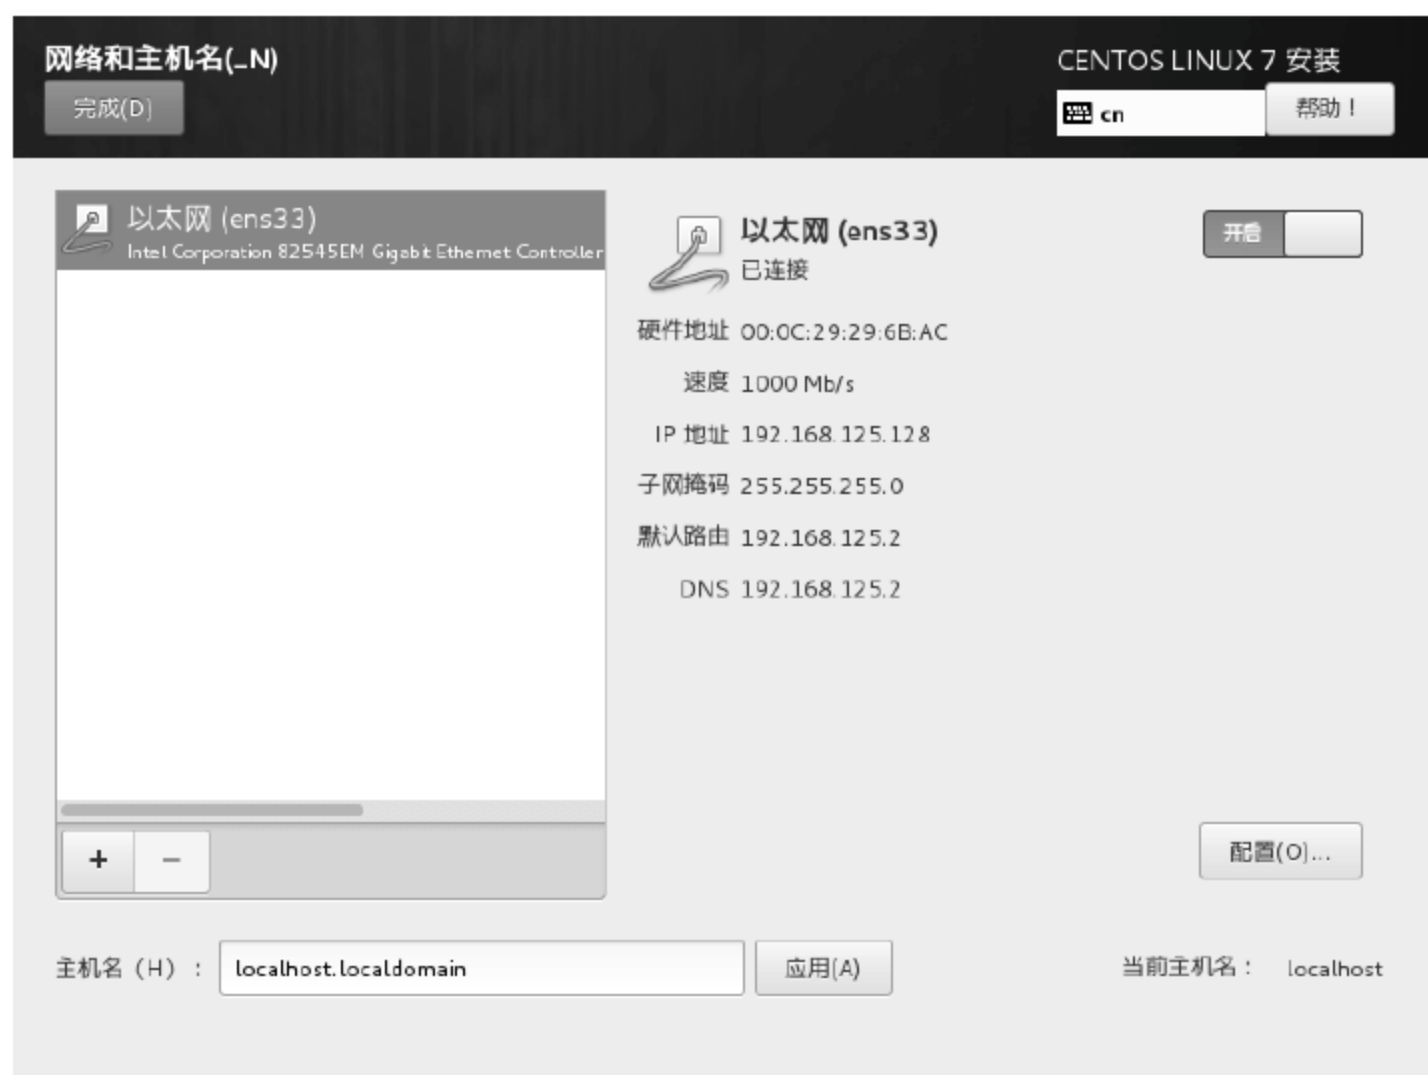 网络和主机名(_N)
完成(D)
CENTOS LINUX 7 安装
cn
帮助！
以太网 (ens33)
Intel Corporation 82545EM Gigabit Ethernet Controller
以太网 (ens33)
已连接
开启
硬件地址 00:0C:29:29:6B:AC
速度 1000 Mb/s
IP 地址 192.168.125.128
子网掩码 255.255.255.0
默认路由 192.168.125.2
DNS 192.168.125.2
+ −
配置(O)...
主机名（H）： localhost.localdomain 应用(A) 当前主机名： localhost